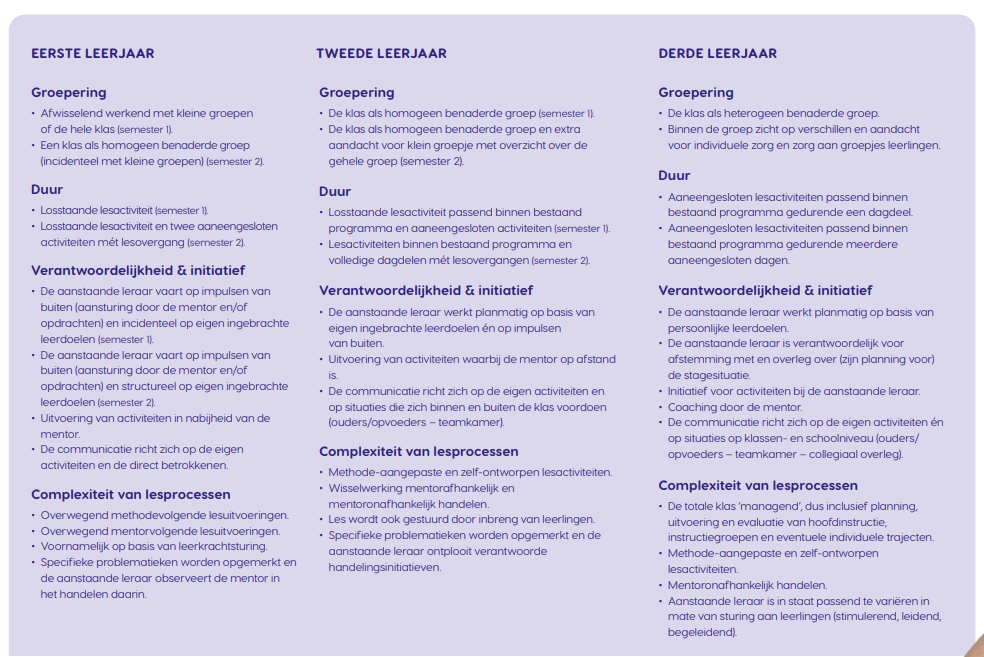 EERSTE LEERJAAR
Groepering
• Afwisselend werkend met kleine groepen
of de hele klas (semester 1).
• Een klas als homogeen benaderde groep
(incidenteel met kleine groepen) (semester 2).
Duur
• Losstaande lesactiviteit (semester 1).
• Losstaande lesactiviteit en twee aaneengesloten
activiteiten mét lesovergang (semester 2).
Verantwoordelijkheid & initiatief
• De aanstaande leraar vaart op impulsen van
buiten (aansturing door de mentor en/of
opdrachten) en incidenteel op eigen ingebrachte
leerdoelen (semester 1).
• De aanstaande leraar vaart op impulsen van
buiten (aansturing door de mentor en/of
opdrachten) en structureel op eigen ingebrachte
leerdoelen (semester 2).
• Uitvoering van activiteiten in nabijheid van de
mentor.
• De communicatie richt zich op de eigen
activiteiten en de direct betrokkenen.
Complexiteit van lesprocessen
• Overwegend methodevolgende lesuitvoeringen.
• Overwegend mentorvolgende lesuitvoeringen.
• Voornamelijk op basis van leerkrachtsturing.
• Specifieke problematieken worden opgemerkt en
de aanstaande leraar observeert de mentor in
het handelen daarin.
TWEEDE LEERJAAR
Groepering
• De klas als homogeen benaderde groep (semester 1).
• De klas als homogeen benaderde groep en extra
aandacht voor klein groepje met overzicht over de
gehele groep (semester 2).
Duur
• Losstaande lesactiviteit passend binnen bestaand
programma en aaneengesloten activiteiten (semester 1).
• Lesactiviteiten binnen bestaand programma en
volledige dagdelen mét lesovergangen (semester 2).
Verantwoordelijkheid & initiatief
• De aanstaande leraar werkt planmatig op basis van
eigen ingebrachte leerdoelen én op impulsen
van buiten.
• Uitvoering van activiteiten waarbij de mentor op afstand
is.
• De communicatie richt zich op de eigen activiteiten en
op situaties die zich binnen en buiten de klas voordoen
(ouders/opvoeders – teamkamer).
Complexiteit van lesprocessen
• Methode-aangepaste en zelf-ontworpen lesactiviteiten.
• Wisselwerking mentorafhankelijk en
mentoronafhankelijk handelen.
• Les wordt ook gestuurd door inbreng van leerlingen.
• Specifieke problematieken worden opgemerkt en de
aanstaande leraar ontplooit verantwoorde
handelingsinitiatieven.
DERDE LEERJAAR
Groepering
• De klas als heterogeen benaderde groep.
• Binnen de groep zicht op verschillen en aandacht
voor individuele zorg en zorg aan groepjes leerlingen.
Duur
• Aaneengesloten lesactiviteiten passend binnen
bestaand programma gedurende een dagdeel.
• Aaneengesloten lesactiviteiten passend binnen
bestaand programma gedurende meerdere
aaneengesloten dagen.
Verantwoordelijkheid & initiatief
• De aanstaande leraar werkt planmatig op basis van
persoonlijke leerdoelen.
• De aanstaande leraar is verantwoordelijk voor
afstemming met en overleg over (zijn planning voor)
de stagesituatie.
• Initiatief voor activiteiten bij de aanstaande leraar.
• Coaching door de mentor.
• De communicatie richt zich op de eigen activiteiten én
op situaties op klassen- en schoolniveau (ouders/
opvoeders – teamkamer – collegiaal overleg).
Complexiteit van lesprocessen
• De totale klas ‘managend’, dus inclusief planning,
uitvoering en evaluatie van hoofdinstructie,
instructiegroepen en eventuele individuele trajecten.
• Methode-aangepaste en zelf-ontworpen
lesactiviteiten.
• Mentoronafhankelijk handelen.
• Aanstaande leraar is in staat passend te variëren in
mate van sturing aan leerlingen (stimulerend, leidend,
begeleidend).